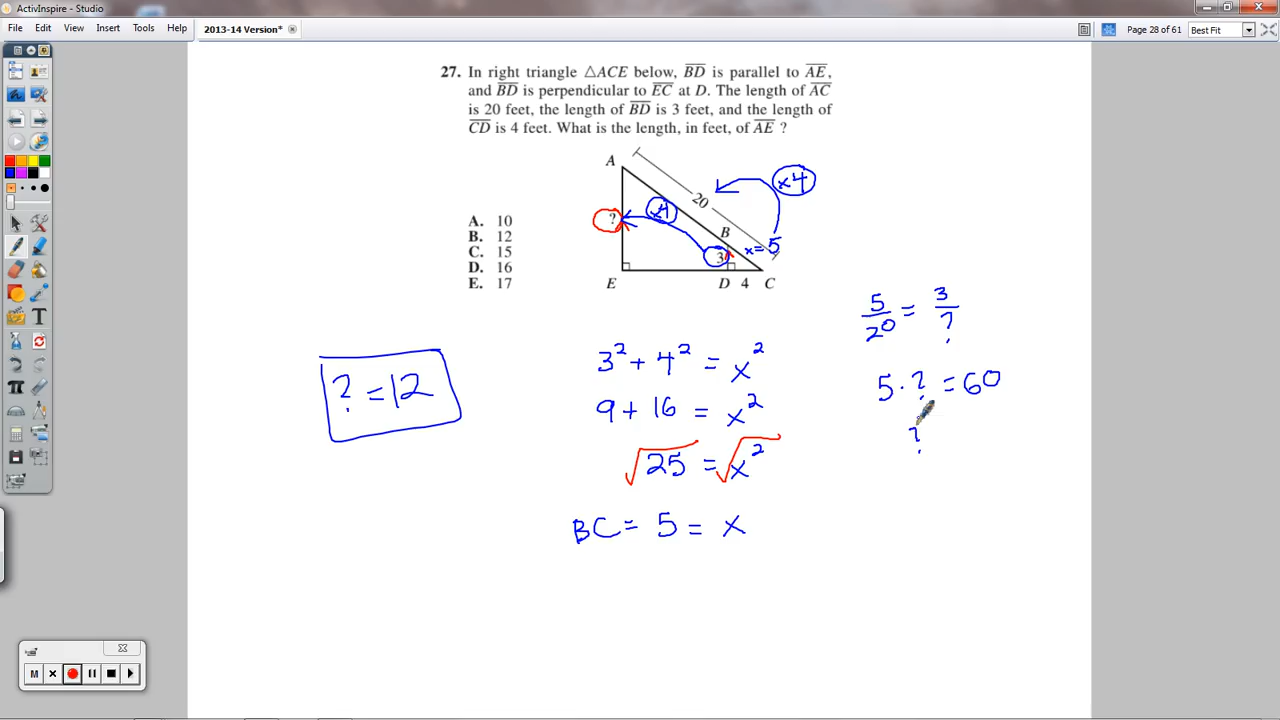 ActivInspire - Studio
File Edit View Insert Tools Help
2013-14 Version*
Page 28 of 61
Best Fit
27. In right triangle △ACE below, BD is parallel to AE,
and BD is perpendicular to EC at D. The length of AC
is 20 feet, the length of BD is 3 feet, and the length of
CD is 4 feet. What is the length, in feet, of AE ?
A. 10
B. 12
C. 15
D. 16
E. 17
A
x4
20
x4
?
B
x=5
3
E
D
4
C
5/20 = 3/?
5·? = 60
?
? = 12
3² + 4² = x²
9 + 16 = x²
√25 = √x²
BC = 5 = x
T
π
M